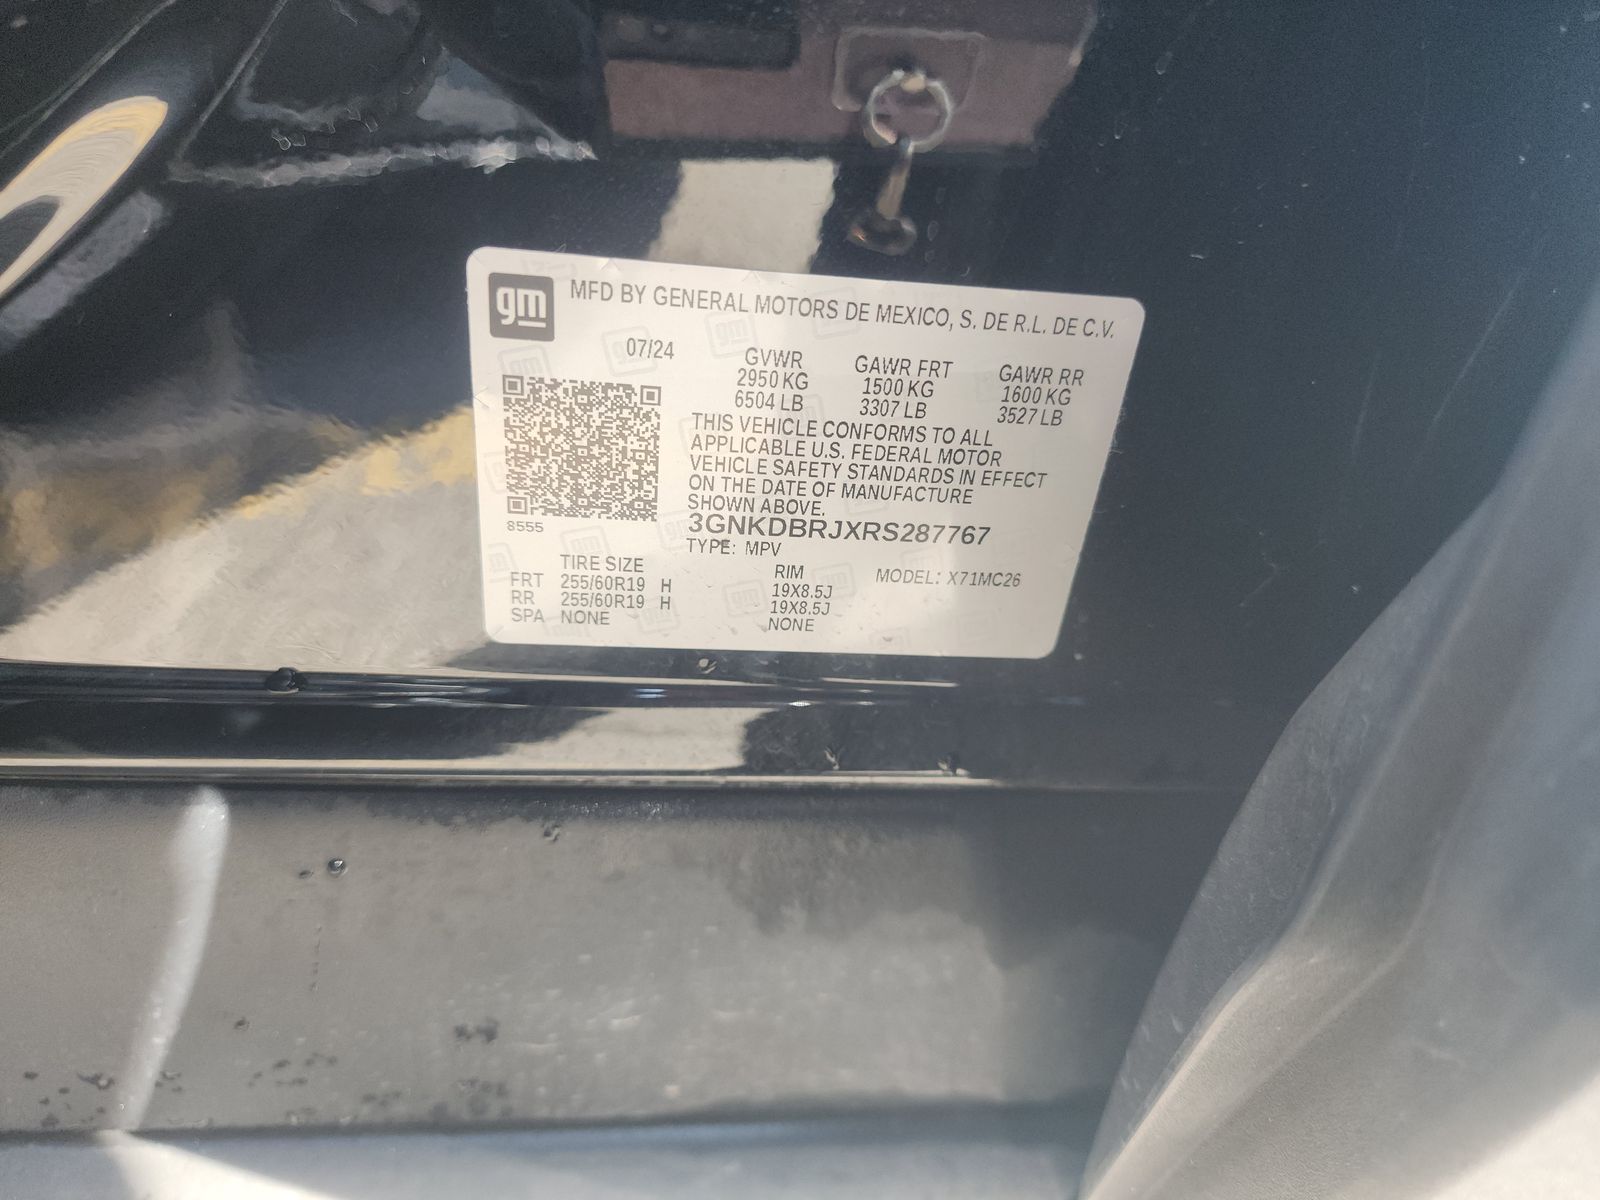 gm MFD BY GENERAL MOTORS DE MEXICO, S. DE R.L. DE C.V.
07/24 GVWR GAWR FRT GAWR RR
2950 KG 1500 KG 1600 KG
6504 LB 3307 LB 3527 LB
THIS VEHICLE CONFORMS TO ALL
APPLICABLE U.S. FEDERAL MOTOR
VEHICLE SAFETY STANDARDS IN EFFECT
ON THE DATE OF MANUFACTURE
SHOWN ABOVE.
8555 3GNKDBRJXRS287767
TYPE: MPV
TIRE SIZE RIM MODEL: X71MC26
FRT 255/60R19 H 19X8.5J
RR 255/60R19 H 19X8.5J
SPA NONE NONE